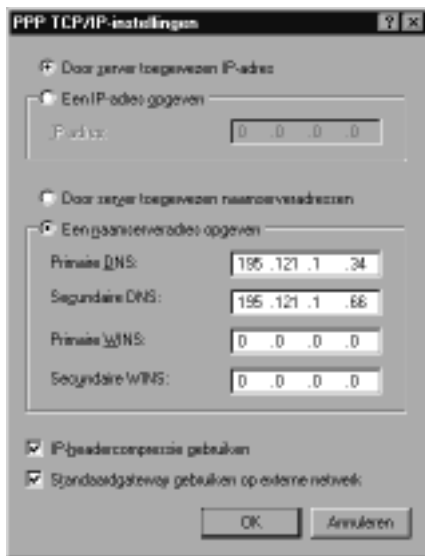 PPP TCP/IP-instellingen
Door server toegewezen IP-adres
Een IP-adres opgeven
IP-adres: 0 .0 .0 .0
Door server toegewezen naamserveradressen
Een naamserveradres opgeven
Primaire DNS: 195 .121 .1 .34
Segundaire DNS: 195 .121 .1 .66
Primaire WINS: 0 .0 .0 .0
Secundaire WINS: 0 .0 .0 .0
IP-headercompressie gebruiken
Standaardgateway gebruiken op externe netwerk
OK Annuleren